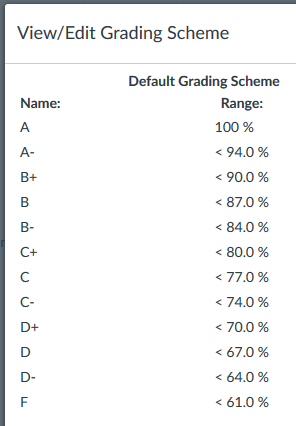 View/Edit Grading Scheme
Default Grading Scheme
Name: Range:
A 100 %
A- < 94.0 %
B+ < 90.0 %
B < 87.0 %
B- < 84.0 %
C+ < 80.0 %
C < 77.0 %
C- < 74.0 %
D+ < 70.0 %
D < 67.0 %
D- < 64.0 %
F < 61.0 %